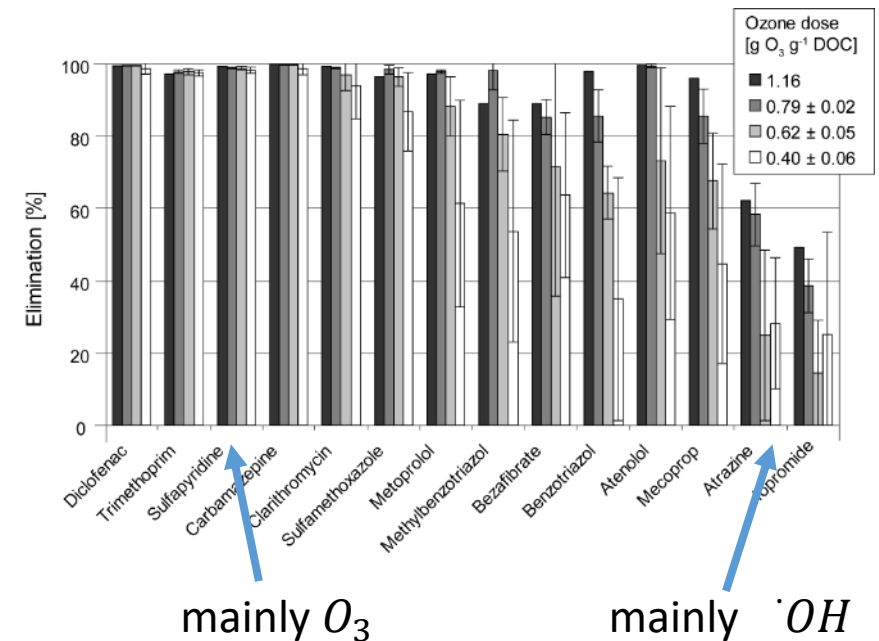 Ozone dose
[g O₃ g⁻¹ DOC]
1.16
0.79 ± 0.02
0.62 ± 0.05
0.40 ± 0.06
Elimination [%]
100
80
60
40
20
0
Diclofenac
Trimethoprim
Sulfapyridine
Carbamazepine
Clarithromycin
Sulfamethoxazole
Metoprolol
Methylbenzotriazol
Bezafibrate
Benzotriazol
Atenolol
Mecoprop
Atrazine
opromide
mainly O₃
mainly ˙OH